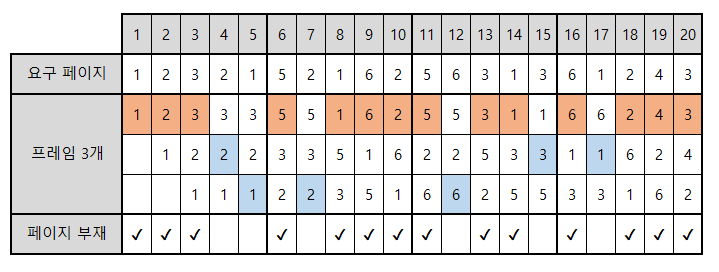 1 2 3 4 5 6 7 8 9 10 11 12 13 14 15 16 17 18 19 20
요구 페이지 1 2 3 2 1 5 2 1 6 2 5 6 3 1 3 6 1 2 4 3
1 2 3 3 3 5 5 1 6 2 5 5 3 1 1 6 6 2 4 3
프레임 3개 1 2 2 2 3 3 5 1 6 2 2 5 3 3 1 1 6 2 4
1 1 1 2 2 3 5 1 6 6 2 5 5 3 3 1 6 2
페이지 부재 ✓ ✓ ✓ ✓ ✓ ✓ ✓ ✓ ✓ ✓ ✓ ✓ ✓ ✓